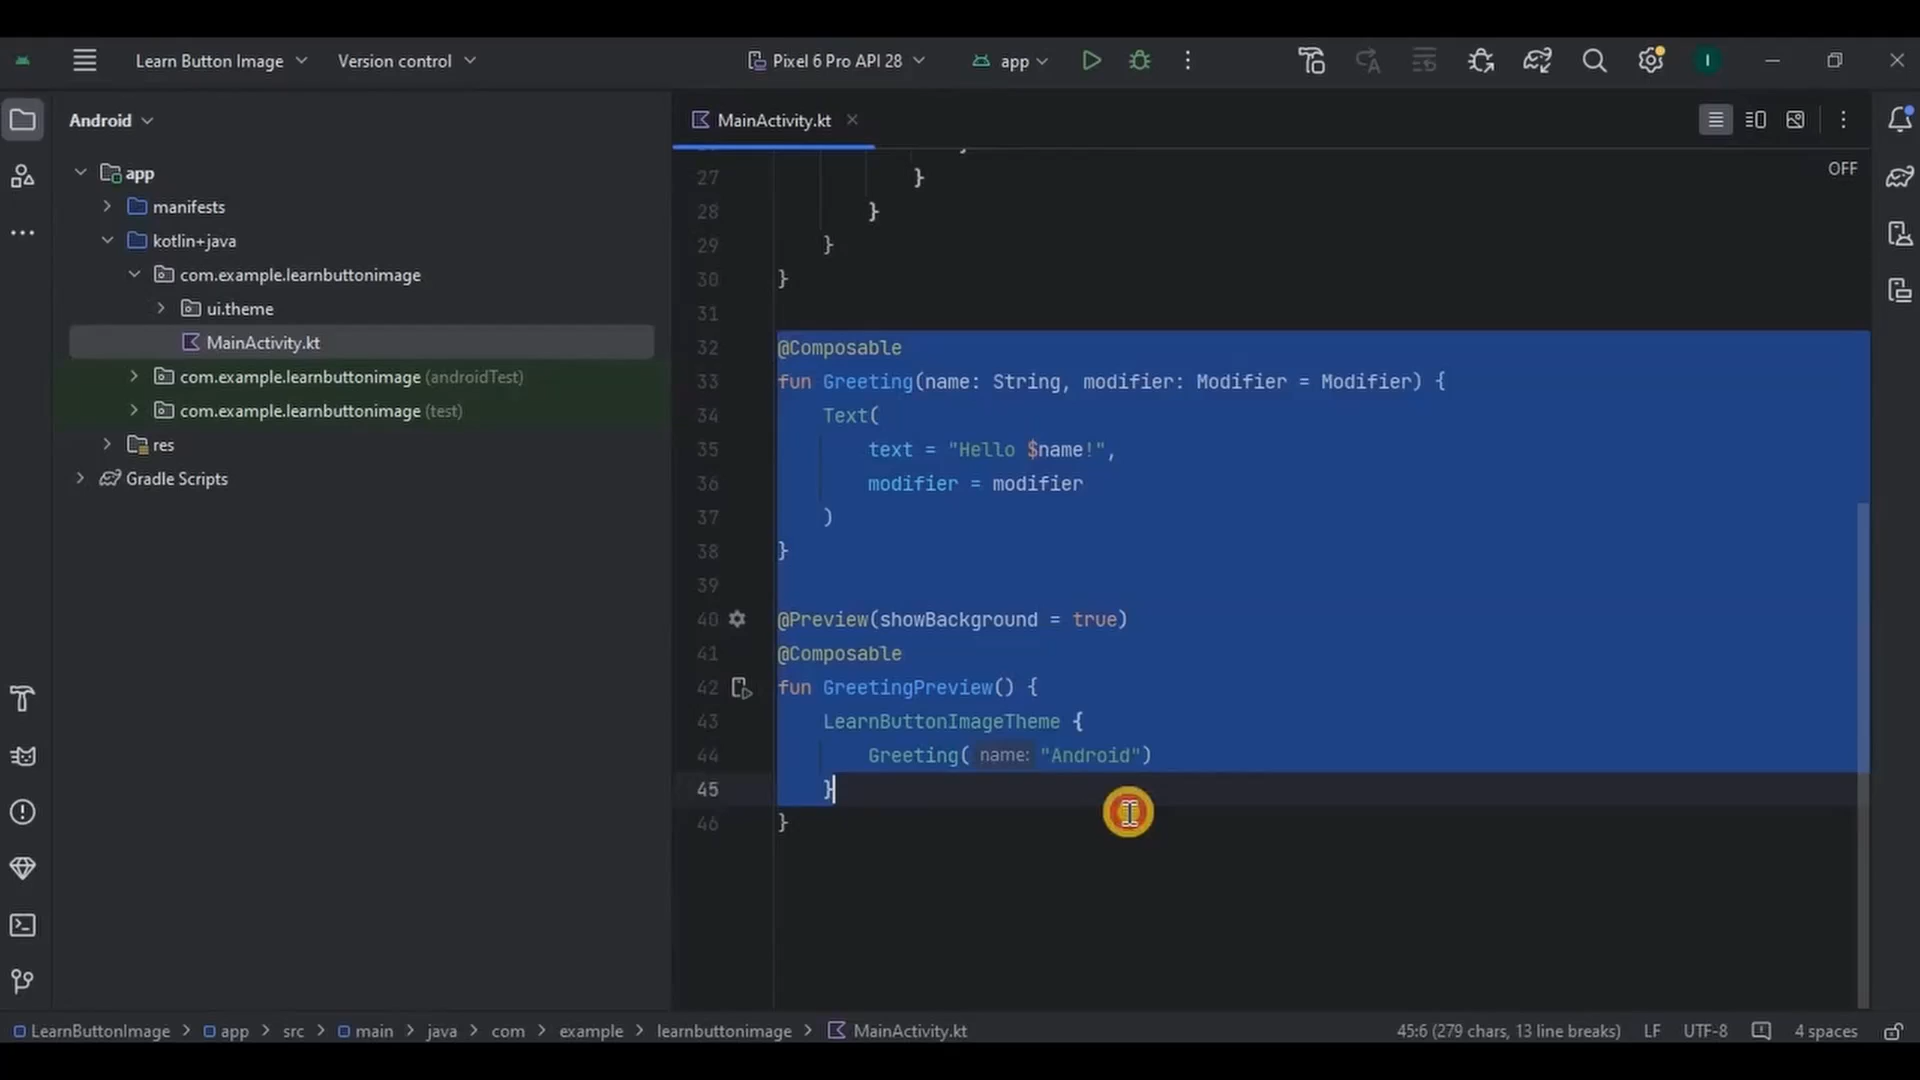 Learn Button Image
Version control
Pixel 6 Pro API 28
app
I
Android
app
manifests
kotlin+java
com.example.learnbuttonimage
ui.theme
MainActivity.kt
com.example.learnbuttonimage (androidTest)
com.example.learnbuttonimage (test)
res
Gradle Scripts
MainActivity.kt
OFF
27 }
28 }
29 }
30 }
31
32 @Composable
33 fun Greeting(name: String, modifier: Modifier = Modifier) {
34 Text(
35 text = "Hello $name!",
36 modifier = modifier
37 )
38 }
39
40 @Preview(showBackground = true)
41 @Composable
42 fun GreetingPreview() {
43 LearnButtonImageTheme {
44 Greeting( name: "Android")
45 }
46 }
LearnButtonImage > app > src > main > java > com > example > learnbuttonimage > MainActivity.kt
45:6 (279 chars, 13 line breaks) LF UTF-8 4 spaces